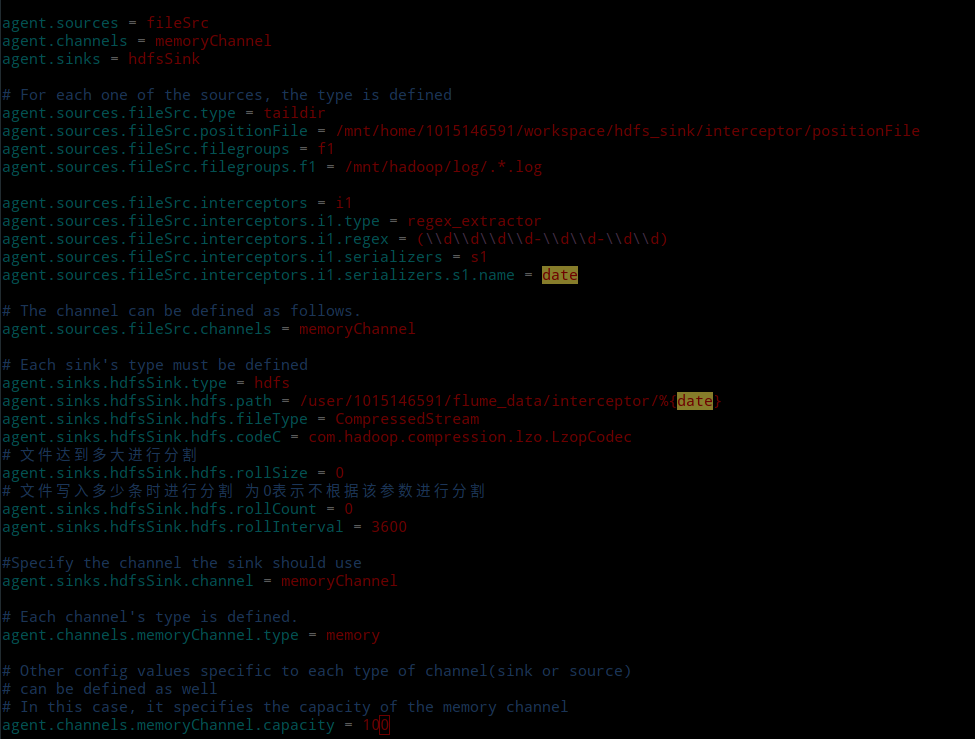 agent.sources = fileSrc
agent.channels = memoryChannel
agent.sinks = hdfsSink
# For each one of the sources, the type is defined
agent.sources.fileSrc.type = taildir
agent.sources.fileSrc.positionFile = /mnt/home/1015146591/workspace/hdfs_sink/interceptor/positionFile
agent.sources.fileSrc.filegroups = f1
agent.sources.fileSrc.filegroups.f1 = /mnt/hadoop/log/.*.log
agent.sources.fileSrc.interceptors = i1
agent.sources.fileSrc.interceptors.i1.type = regex_extractor
agent.sources.fileSrc.interceptors.i1.regex = (\\d\\d\\d\\d-\\d\\d-\\d\\d)
agent.sources.fileSrc.interceptors.i1.serializers = s1
agent.sources.fileSrc.interceptors.i1.serializers.s1.name = date
# The channel can be defined as follows.
agent.sources.fileSrc.channels = memoryChannel
# Each sink's type must be defined
agent.sinks.hdfsSink.type = hdfs
agent.sinks.hdfsSink.hdfs.path = /user/1015146591/flume_data/interceptor/%{date}
agent.sinks.hdfsSink.hdfs.fileType = CompressedStream
agent.sinks.hdfsSink.hdfs.codeC = com.hadoop.compression.lzo.LzopCodec
# 文件达到多大进行分割
agent.sinks.hdfsSink.hdfs.rollSize = 0
# 文件写入多少条时进行分割 为0表示不根据该参数进行分割
agent.sinks.hdfsSink.hdfs.rollCount = 0
agent.sinks.hdfsSink.hdfs.rollInterval = 3600
#Specify the channel the sink should use
agent.sinks.hdfsSink.channel = memoryChannel
# Each channel's type is defined.
agent.channels.memoryChannel.type = memory
# Other config values specific to each type of channel(sink or source)
# can be defined as well
# In this case, it specifies the capacity of the memory channel
agent.channels.memoryChannel.capacity = 100